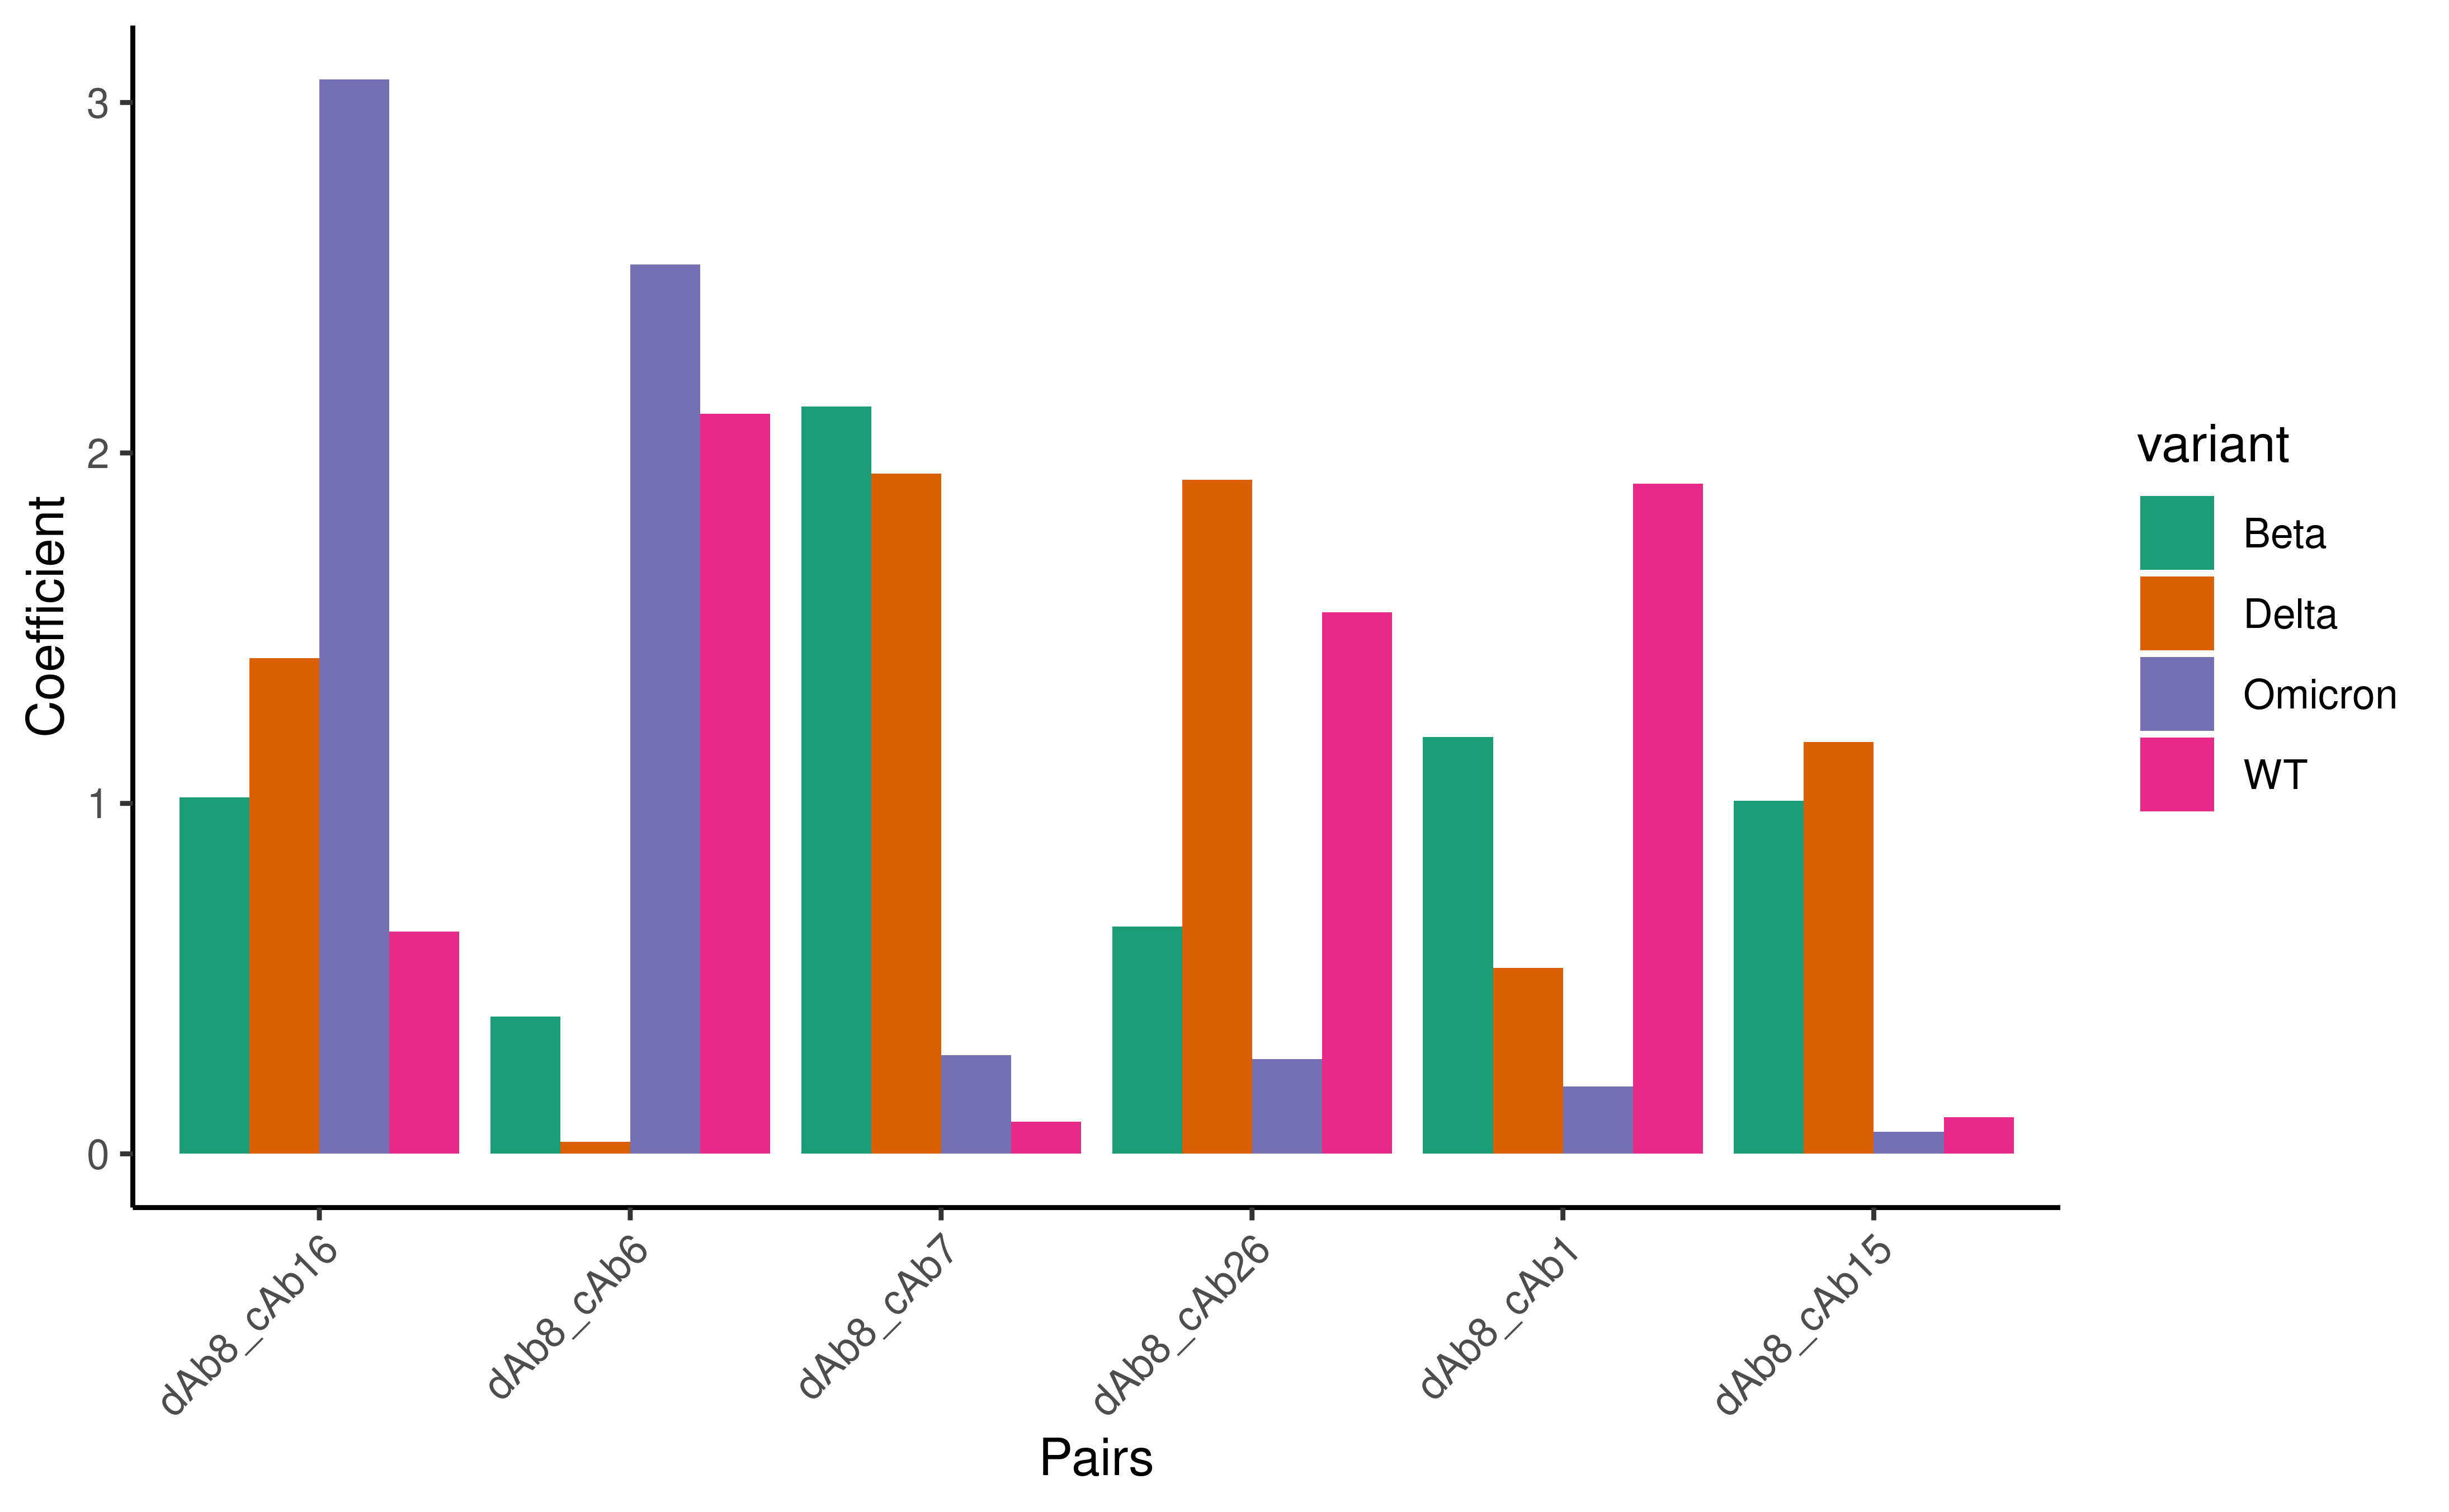 Coefficient
3
2
1
0
dAb8_cAb16
dAb8_cAb6
dAb8_cAb7
dAb8_cAb26
dAb8_cAb1
dAb8_cAb15
Pairs
variant
Beta
Delta
Omicron
WT